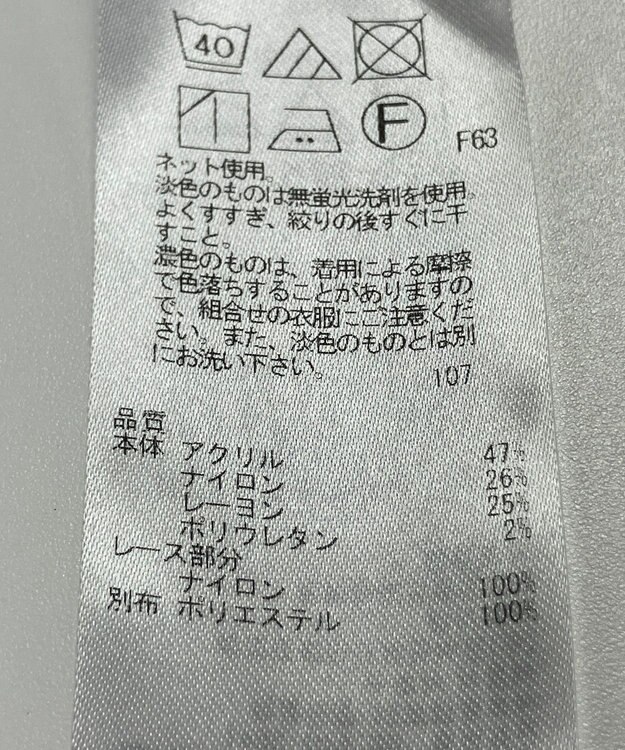 40
F F63
ネット使用。
淡色のものは無蛍光洗剤を使用。
よくすすぎ、絞りの後すぐに干
すこと。
濃色のものは、着用による摩擦
で色落ちすることがありますの
で、組合せの衣服にご注意くだ
さい。また、淡色のものとは別
にお洗い下さい。
107
品質
本体 アクリル 47%
ナイロン 26%
レーヨン 25%
ポリウレタン 2%
レース部分
ナイロン 100%
別布 ポリエステル 100%